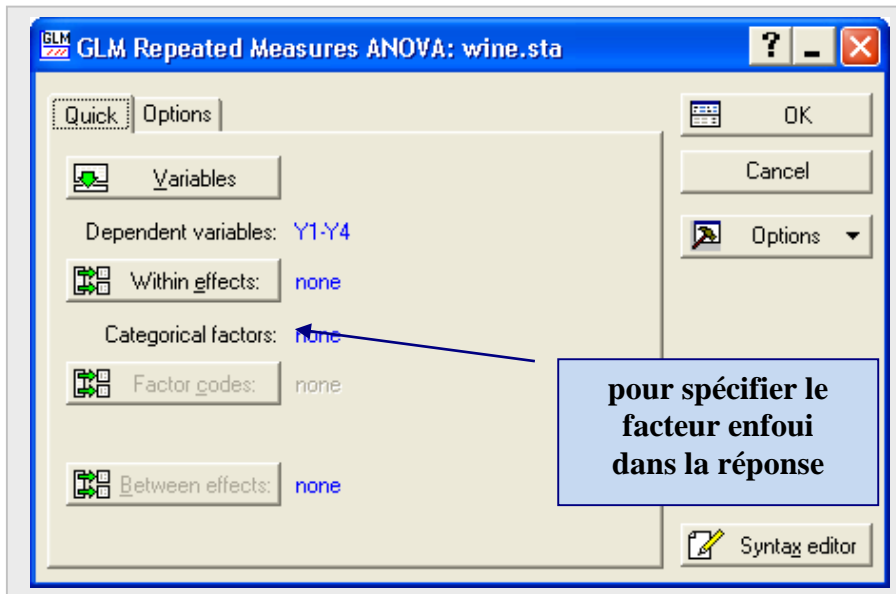 GLM
GLM Repeated Measures ANOVA: wine.sta
?
Quick
Options
OK
Variables
Cancel
Dependent variables: Y1-Y4
Options
Within effects: none
Categorical factors: none
Factor codes: none
pour spécifier le
facteur enfoui
dans la réponse
Between effects: none
Syntax editor